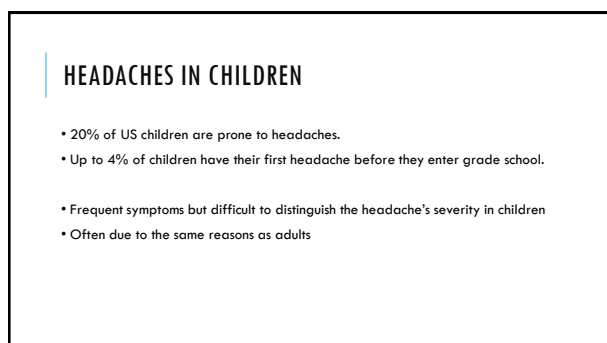 HEADACHES IN CHILDREN
• 20% of US children are prone to headaches.
• Up to 4% of children have their first headache before they enter grade school.
• Frequent symptoms but difficult to distinguish the headache’s severity in children
• Often due to the same reasons as adults